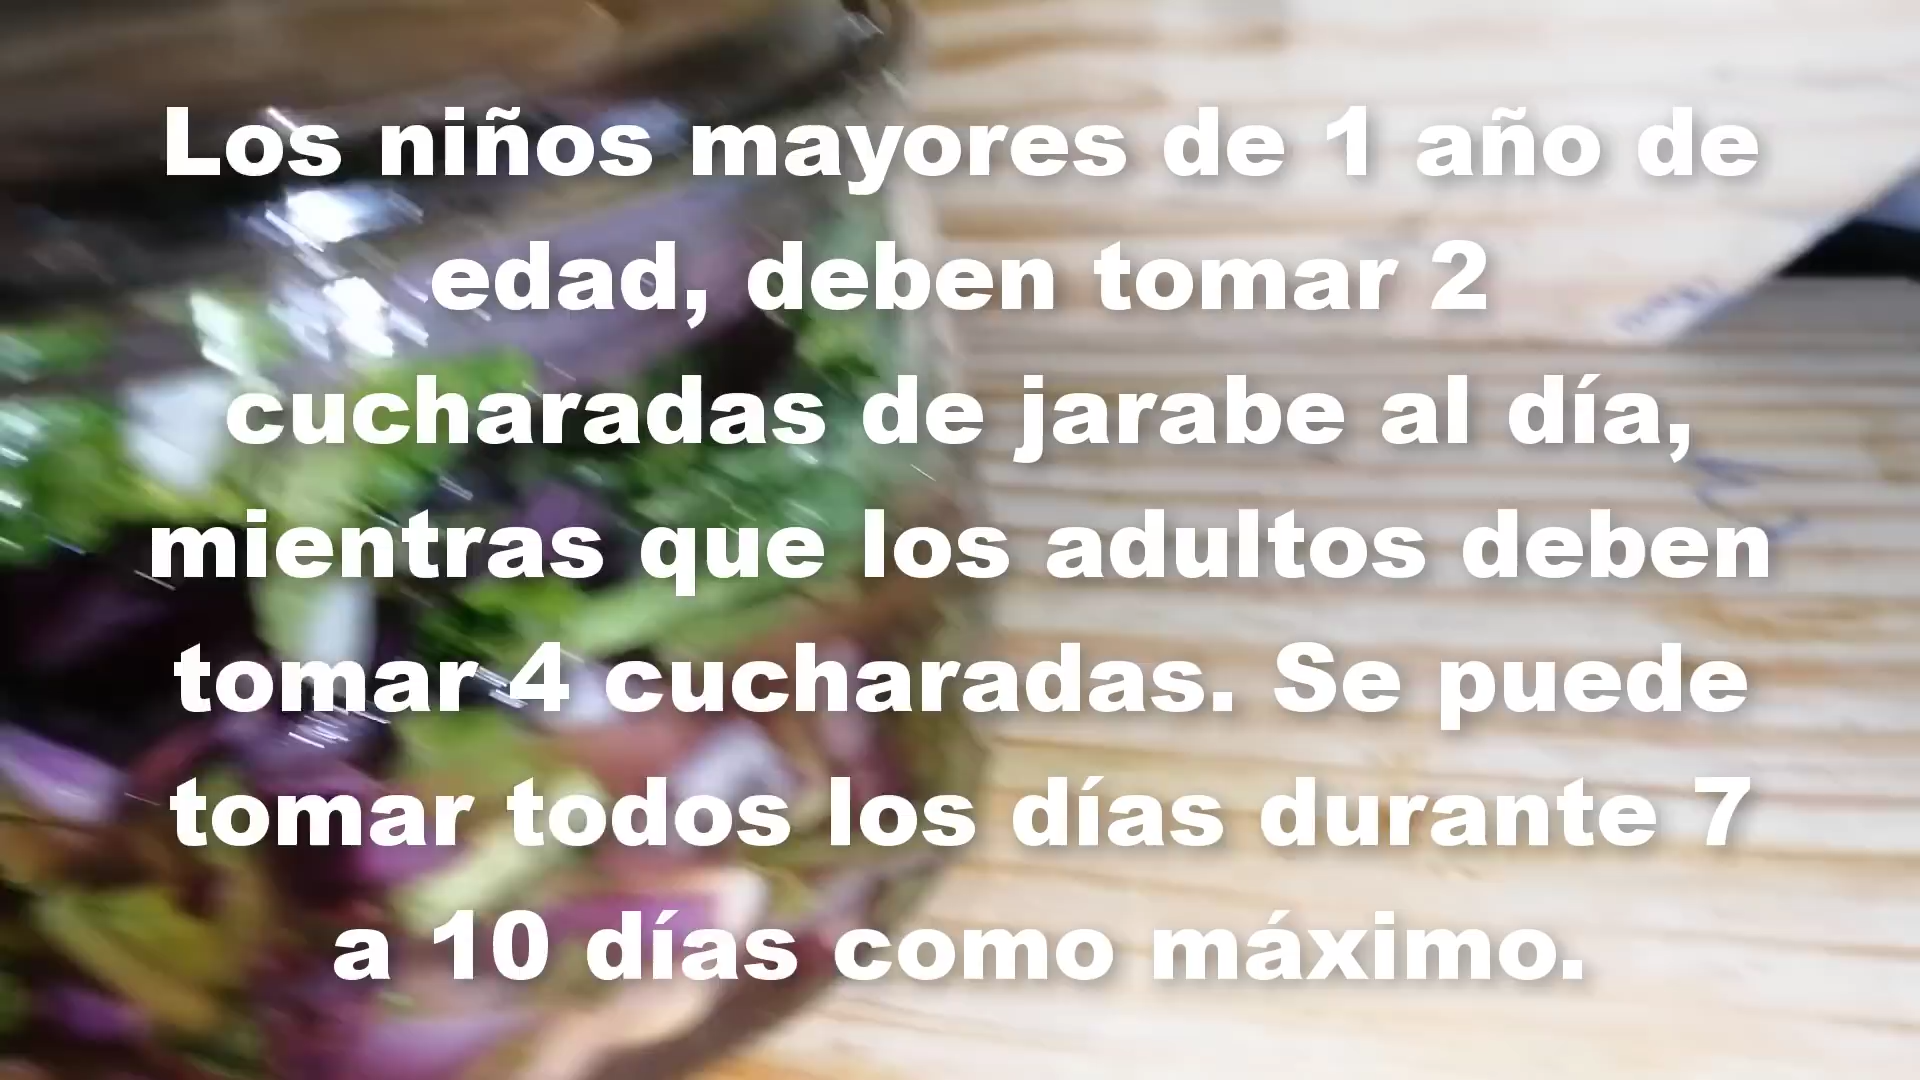 Los niños mayores de 1 año de
edad, deben tomar 2
cucharadas de jarabe al día,
mientras que los adultos deben
tomar 4 cucharadas. Se puede
tomar todos los días durante 7
a 10 días como máximo.